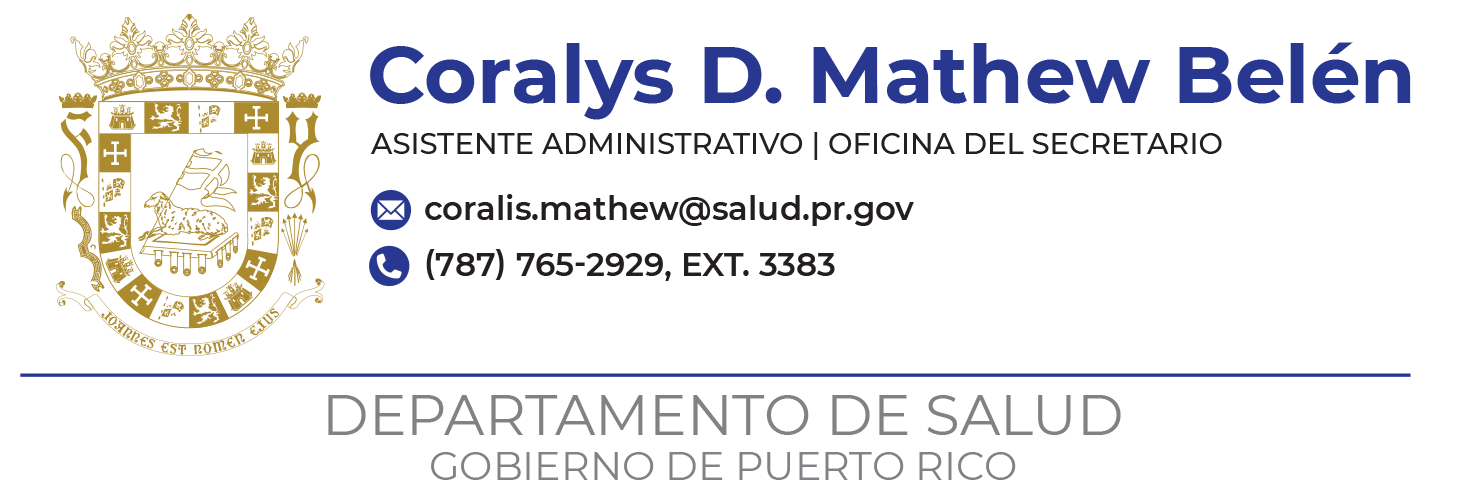 Coralys D. Mathew Belén
ASISTENTE ADMINISTRATIVO | OFICINA DEL SECRETARIO
coralis.mathew@salud.pr.gov
(787) 765-2929, EXT. 3383
JOANNES EST NOMEN EJUS
DEPARTAMENTO DE SALUD
GOBIERNO DE PUERTO RICO